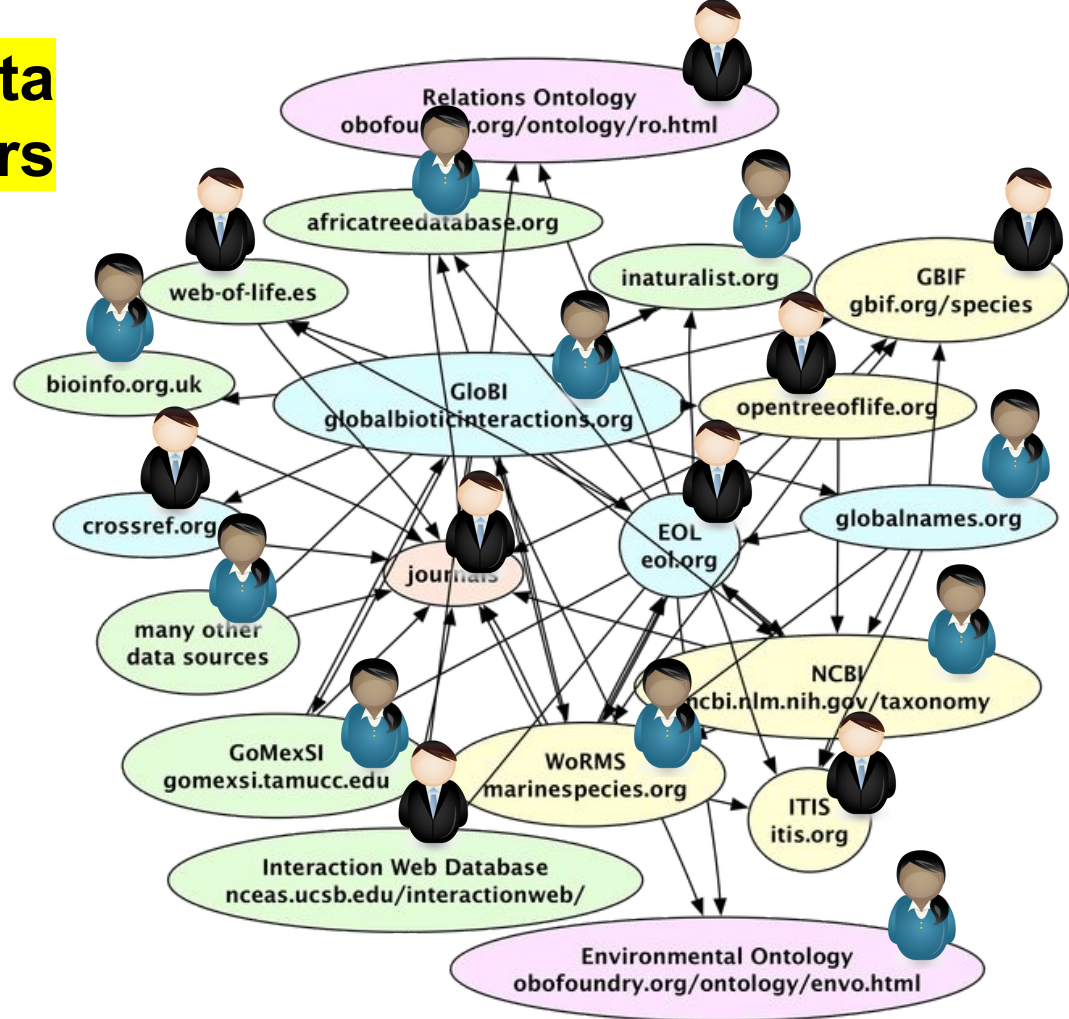 ta
rs
Relations Ontology
obofou .org/ontology/ro.html
africatreedatabase.org
inaturalist.org
GBIF
gbif.org/species
web-of-life.es
bioinfo.org.uk
GloBI
globalbioticinteractions.org
opentreeoflife.org
crossref.org
EOL
eol.org
globalnames.org
journals
many other
data sources
NCBI
ncbi.nlm.nih.gov/taxonomy
GoMexSI
gomexsi.tamucc.edu
WoRMS
marinespecies.org
ITIS
itis.org
Interaction Web Database
nceas.ucsb.edu/interactionweb/
Environmental Ontology
obofoundry.org/ontology/envo.html